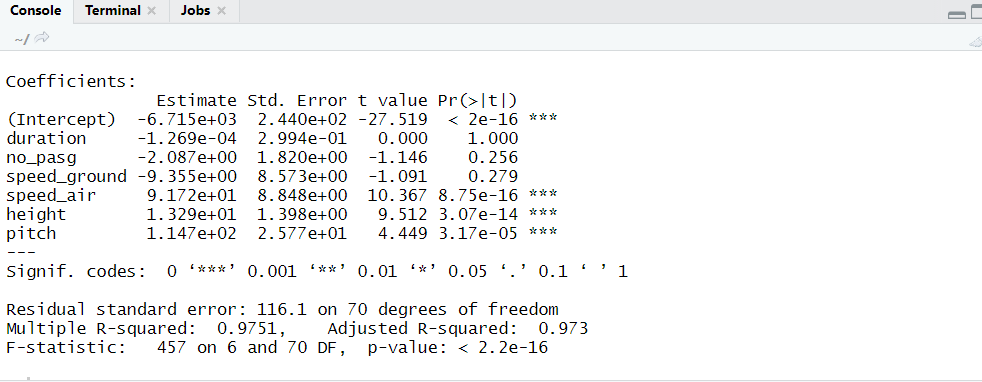 Console Terminal Jobs
~/
Coefficients:
Estimate Std. Error t value Pr(>|t|)
(Intercept) -6.715e+03 2.440e+02 -27.519 < 2e-16 ***
duration -1.269e-04 2.994e-01 0.000 1.000
no_pasg -2.087e+00 1.820e+00 -1.146 0.256
speed_ground -9.355e+00 8.573e+00 -1.091 0.279
speed_air 9.172e+01 8.848e+00 10.367 8.75e-16 ***
height 1.329e+01 1.398e+00 9.512 3.07e-14 ***
pitch 1.147e+02 2.577e+01 4.449 3.17e-05 ***
---
Signif. codes: 0 ‘***’ 0.001 ‘**’ 0.01 ‘*’ 0.05 ‘.’ 0.1 ‘ ’ 1
Residual standard error: 116.1 on 70 degrees of freedom
Multiple R-squared: 0.9751, Adjusted R-squared: 0.973
F-statistic: 457 on 6 and 70 DF, p-value: < 2.2e-16